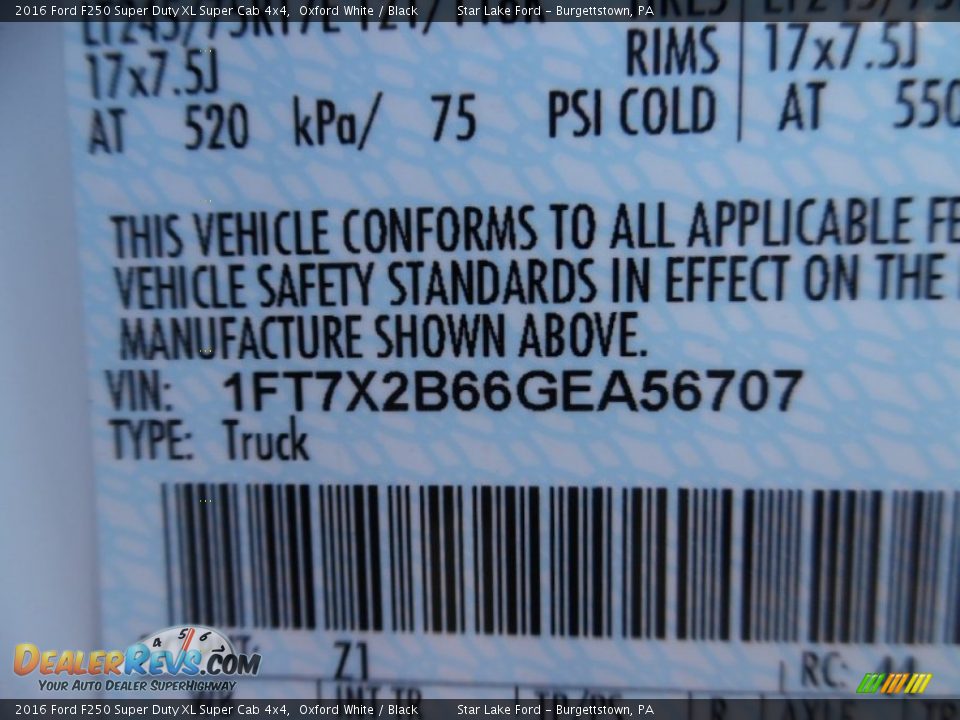 2016 Ford F250 Super Duty XL Super Cab 4x4, Oxford White / Black Star Lake Ford - Burgettstown, PA
17x7.5J RIMS 17x7.5J
AT 520 kPa/ 75 PSI COLD AT 550
THIS VEHICLE CONFORMS TO ALL APPLICABLE FE
VEHICLE SAFETY STANDARDS IN EFFECT ON THE
MANUFACTURE SHOWN ABOVE.
VIN: 1FT7X2B66GEA56707
TYPE: Truck
Z1 RC: 44
DEALERREVS.COM
YOUR AUTO DEALER SUPERHIGHWAY
2016 Ford F250 Super Duty XL Super Cab 4x4, Oxford White / Black Star Lake Ford - Burgettstown, PA